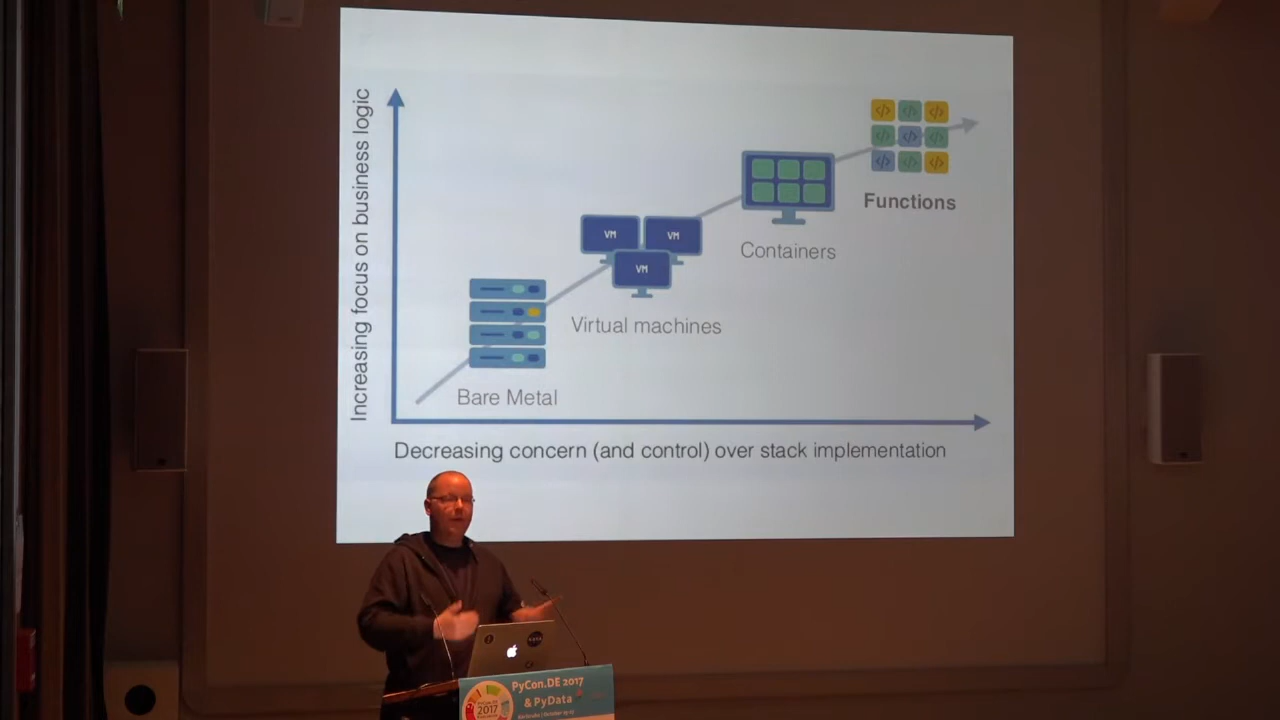 Increasing focus on business logic
</>
</>
</>
</>
</>
</>
</>
</>
</>
Functions
Containers
VM
VM
VM
Virtual machines
Bare Metal
Decreasing concern (and control) over stack implementation
PyCon.DE 2017
& PyData
2017